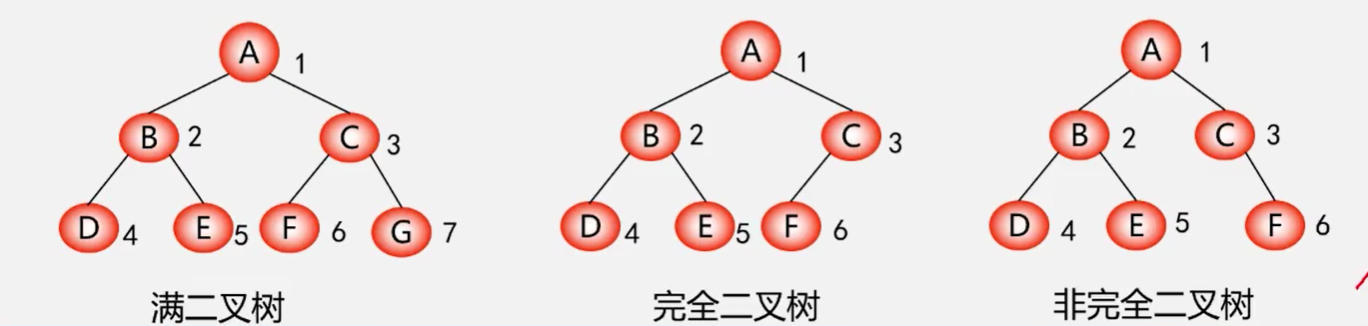 A 1 A 1 A 1
B 2 C 3 B 2 C 3 B 2 C 3
D 4 E 5 F 6 G 7 D 4 E 5 F 6 D 4 E 5 F 6
满二叉树 完全二叉树 非完全二叉树